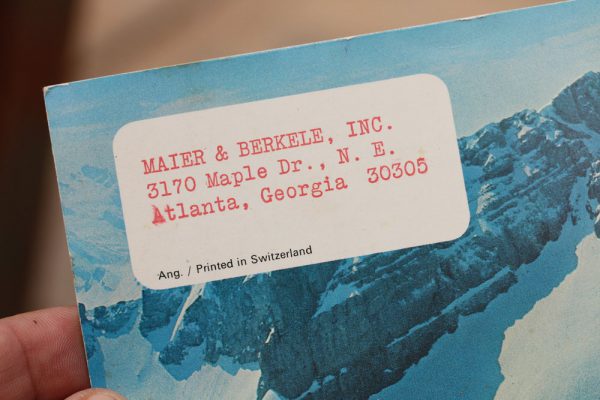 MAIER & BERKELE, INC.
3170 Maple Dr., N. E.
Atlanta, Georgia 30305
Ang. / Printed in Switzerland